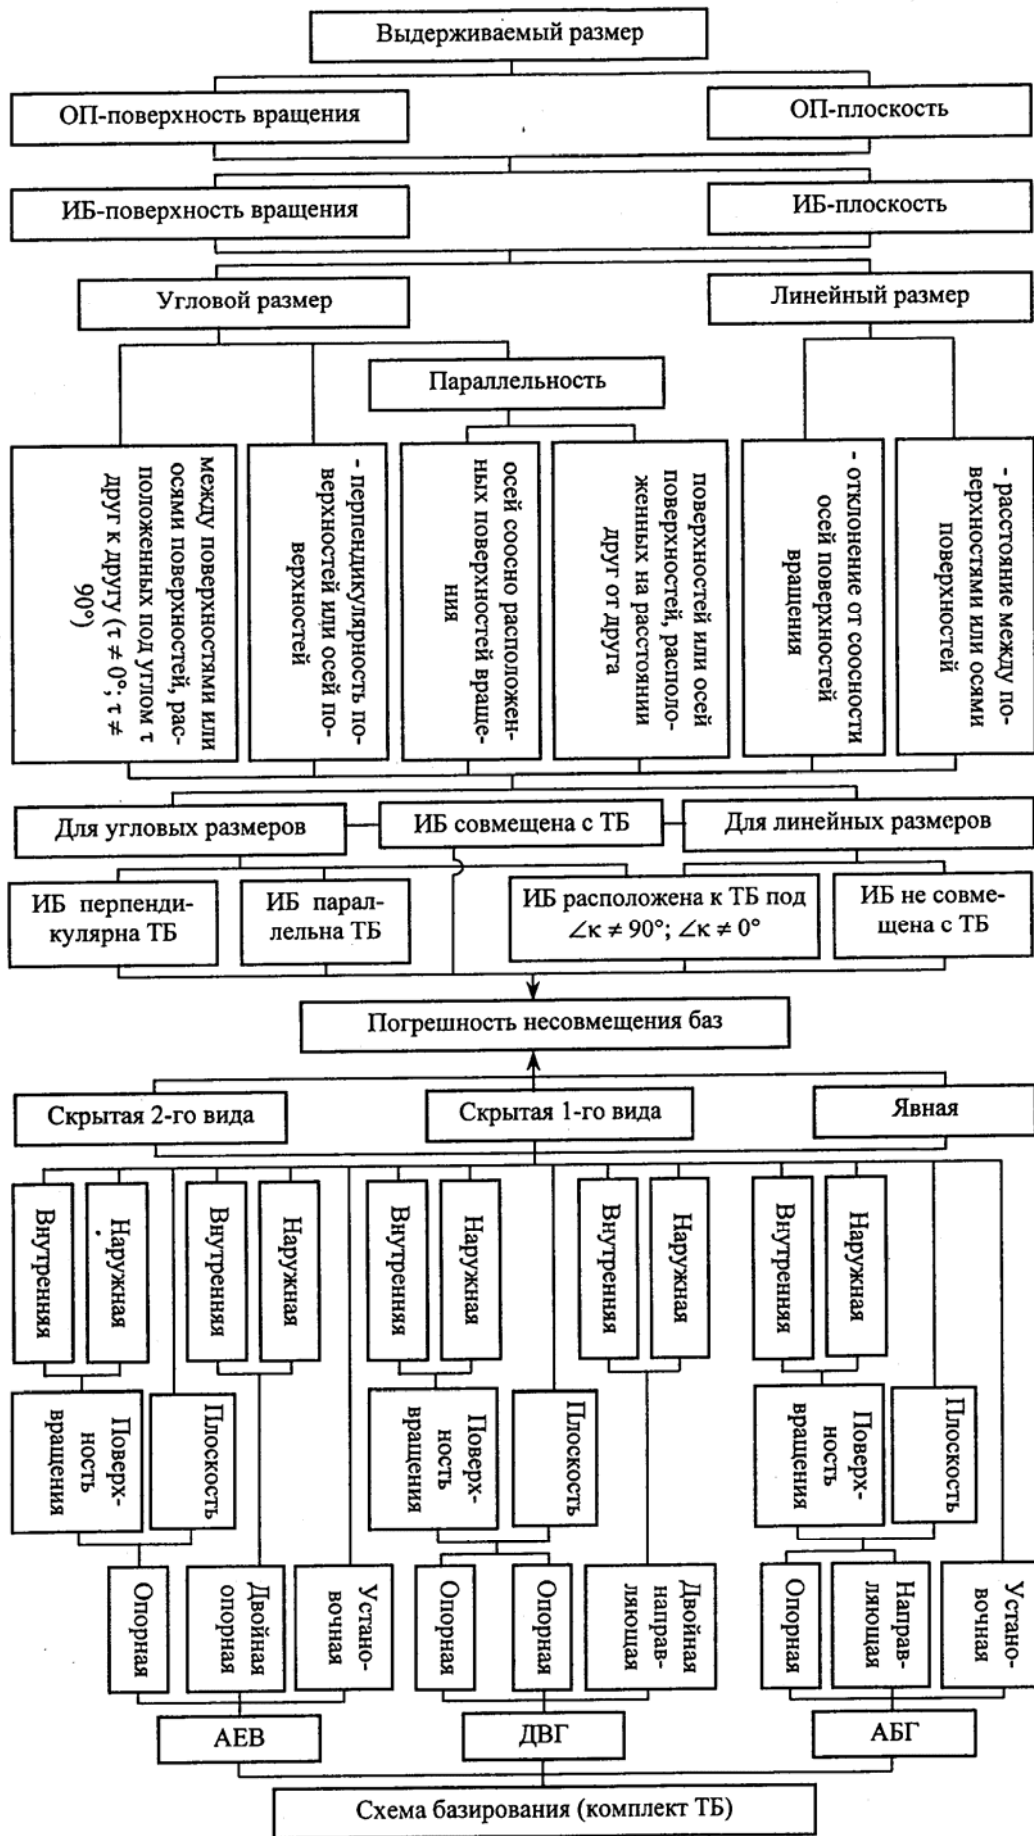 Выдерживаемый размер
ОП-поверхность вращения
ОП-плоскость
ИБ-поверхность вращения
ИБ-плоскость
Угловой размер
Линейный размер
Параллельность
между поверхностями или
осями поверхностей, рас-
положенных под углом τ
друг к другу (τ ≠ 0°; τ ≠
90°)
- перпендикулярность по-
верхностей или осей по-
верхностей
осей соосно расположен-
ных поверхностей враще-
ния
поверхностей или осей
поверхностей, располо-
женных на расстоянии
друг от друга
- отклонение от соосности
осей поверхностей
вращения
- расстояние между по-
верхностями или осями
поверхностей
Для угловых размеров
ИБ совмещена с ТБ
Для линейных размеров
ИБ перпенди-
кулярна ТБ
ИБ парал-
лельна ТБ
ИБ расположена к ТБ под
∠κ ≠ 90°; ∠κ ≠ 0°
ИБ не совме-
щена с ТБ
Погрешность несовмещения баз
Скрытая 2-го вида
Скрытая 1-го вида
Явная
Внутренняя
Наружная
Внутренняя
Наружная
Внутренняя
Наружная
Внутренняя
Наружная
Внутренняя
Наружная
Поверх-
ность
вращения
Плоскость
Поверх-
ность
вращения
Плоскость
Поверх-
ность
вращения
Плоскость
Опорная
Двойная
опорная
Устано-
вочная
Опорная
Опорная
Двойная
направ-
ляющая
Опорная
Направ-
ляющая
Устано-
вочная
АЕВ
ДВГ
АБГ
Схема базирования (комплект ТБ)